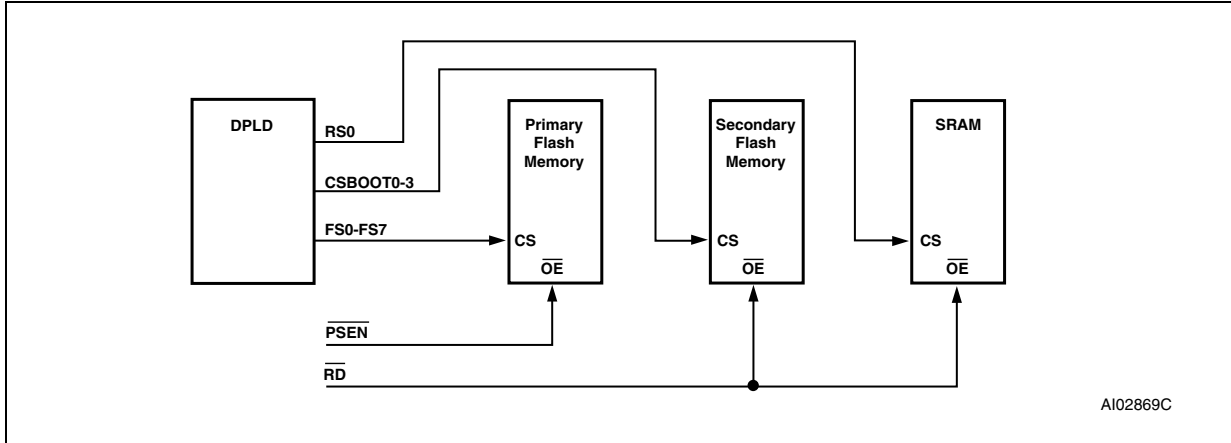 DPLD
RS0
CSBOOT0-3
FS0-FS7
Primary
Flash
Memory
CS
OE
Secondary
Flash
Memory
CS
OE
SRAM
CS
OE
PSEN
RD
AI02869C